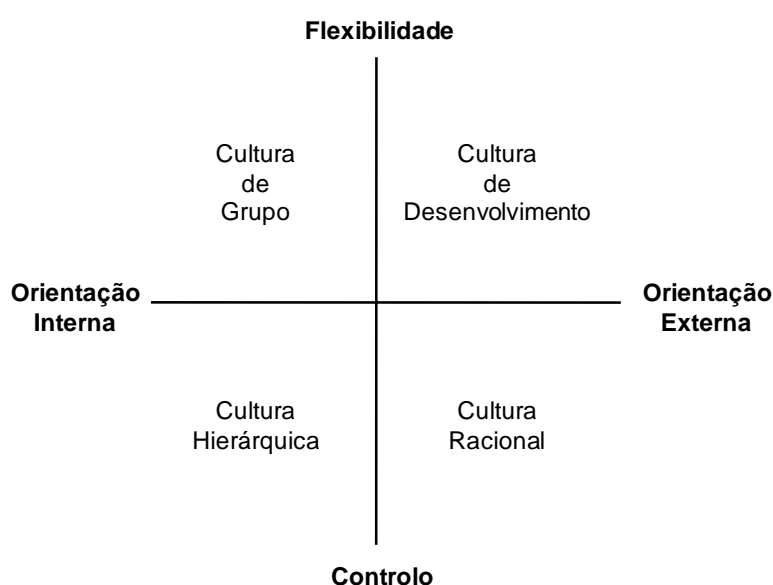 Flexibilidade
Cultura
de
Grupo
Cultura
de
Desenvolvimento
Orientação
Interna
Orientação
Externa
Cultura
Hierárquica
Cultura
Racional
Controlo